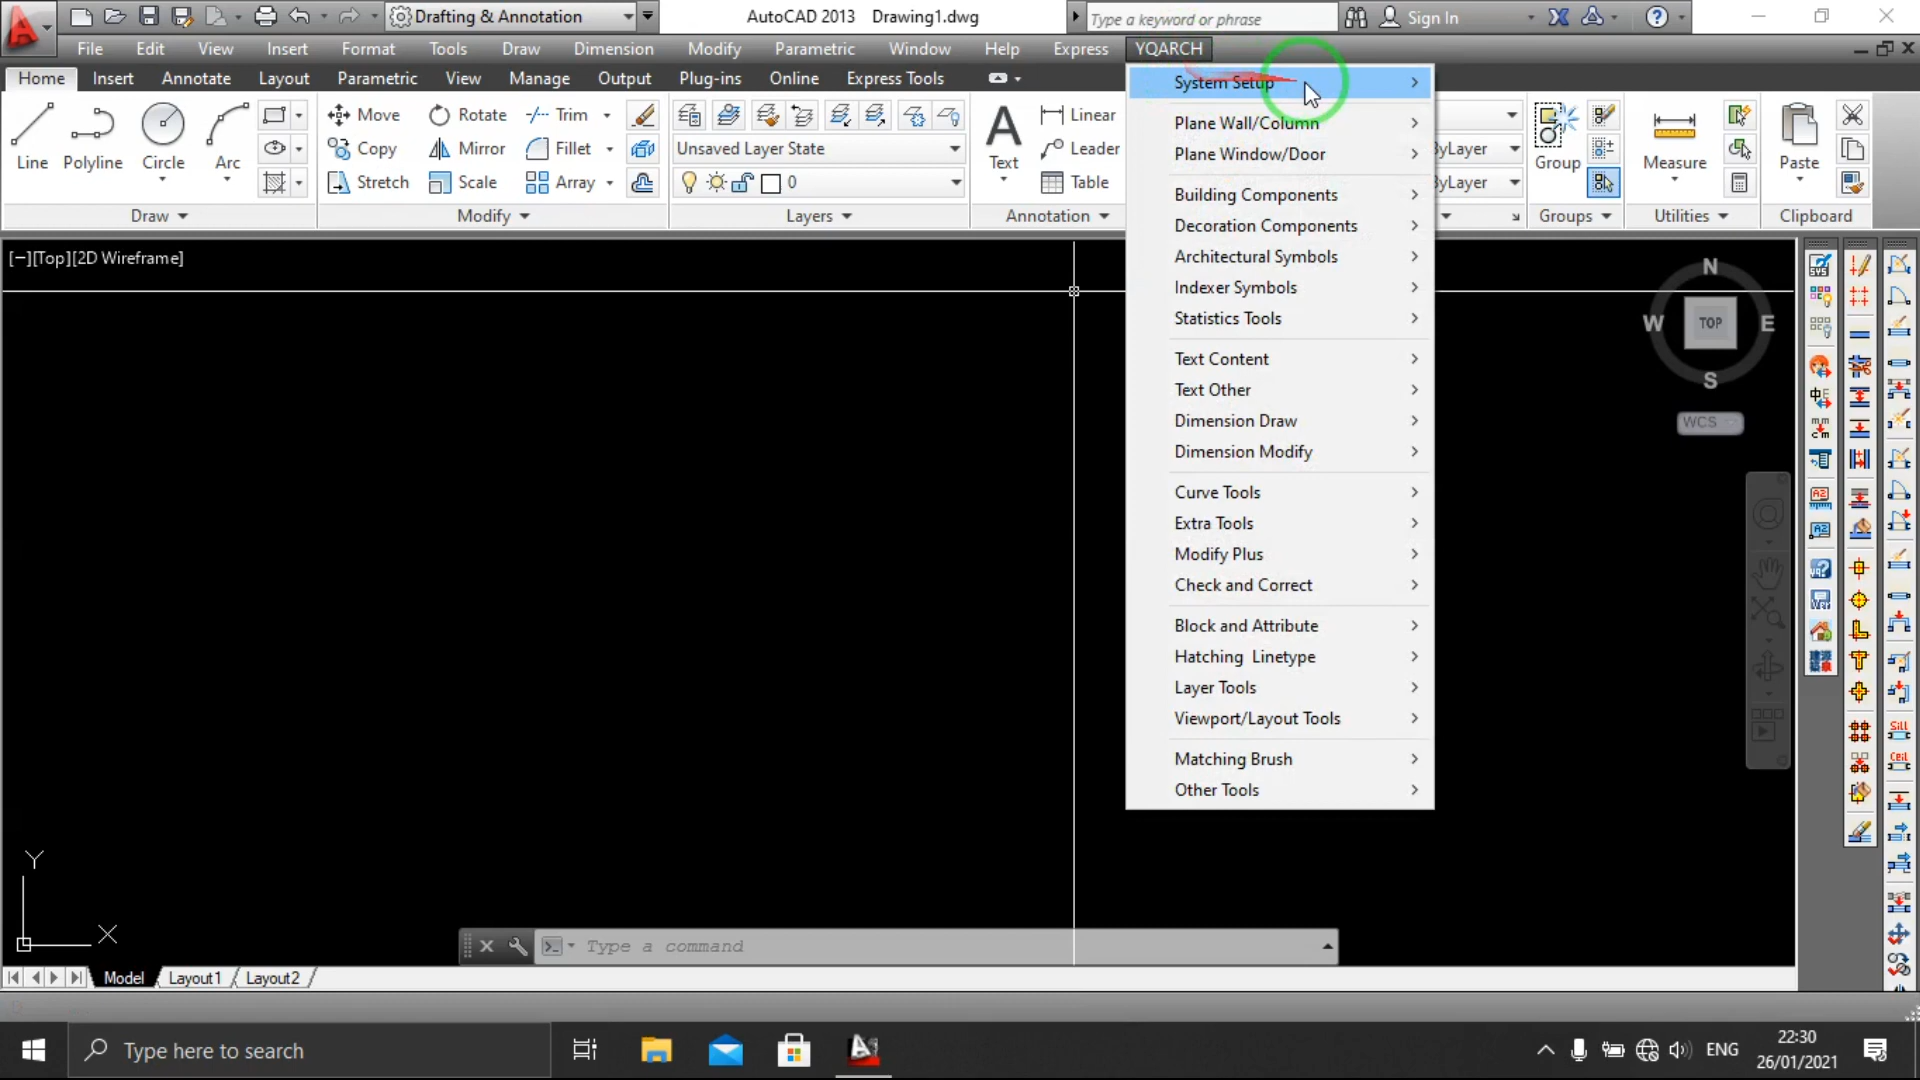 Drafting & Annotation
AutoCAD 2013 Drawing1.dwg
Type a keyword or phrase
Sign In
File Edit View Insert Format Tools Draw Dimension Modify Parametric Window Help Express YQARCH
Home Insert Annotate Layout Parametric View Manage Output Plug-ins Online Express Tools
Line
Polyline
Circle
Arc
Draw
Move Rotate Trim
Copy Mirror Fillet
Stretch Scale Array
Modify
Unsaved Layer State
0
Layers
Text
Linear
Leader
Table
Annotation
ByLayer
ByLayer
Group
Groups
Measure
Utilities
Paste
Clipboard
System Setup
Plane Wall/Column
Plane Window/Door
Building Components
Decoration Components
Architectural Symbols
Indexer Symbols
Statistics Tools
Text Content
Text Other
Dimension Draw
Dimension Modify
Curve Tools
Extra Tools
Modify Plus
Check and Correct
Block and Attribute
Hatching Linetype
Layer Tools
Viewport/Layout Tools
Matching Brush
Other Tools
[−][Top][2D Wireframe]
N
W TOP E
S
WCS
Sill
Y
X
Type a command
Model Layout1 Layout2
Type here to search
ENG
22:30
26/01/2021